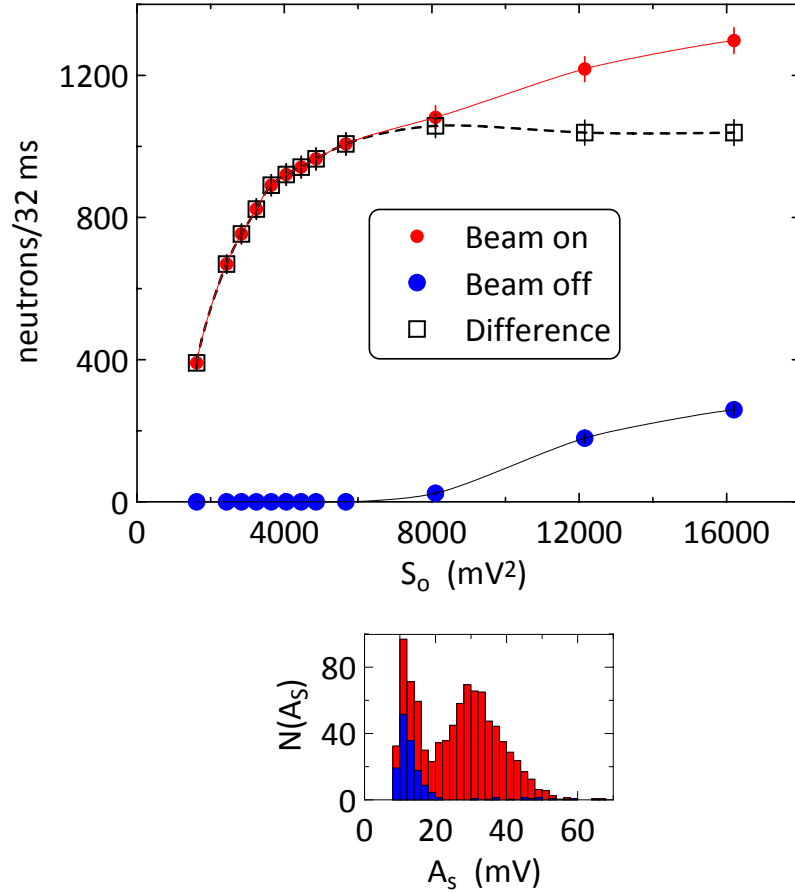 1200
800
400
0
neutrons/32 ms
Beam on
Beam off
Difference
0 4000 8000 12000 16000
Sₒ (mV²)
80
40
0
N(Aₛ)
0 20 40 60
Aₛ (mV)